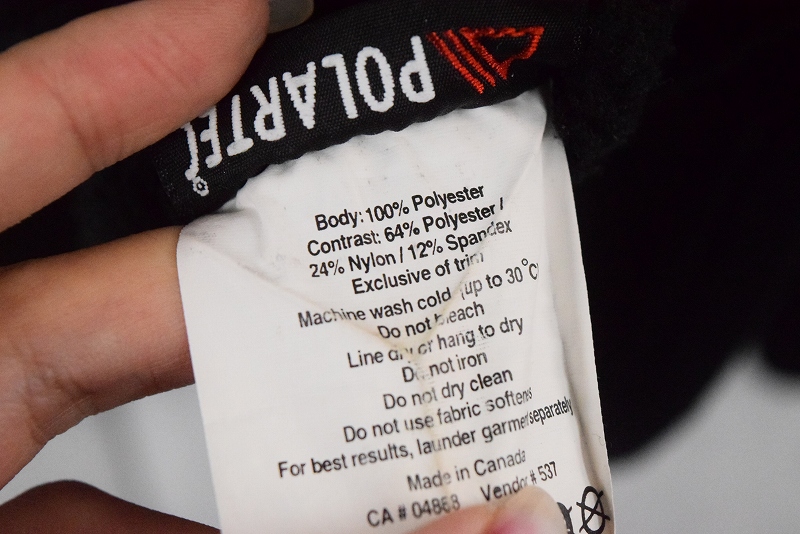 POLARTEC
Body: 100% Polyester
Contrast: 64% Polyester /
24% Nylon / 12% Spandex
Exclusive of trim
Machine wash cold (up to 30°C)
Do not bleach
Line dry or hang to dry
Do not iron
Do not dry clean
Do not use fabric softeners
For best results, launder garment separately
Made in Canada
CA # 04868 Vendor # 537